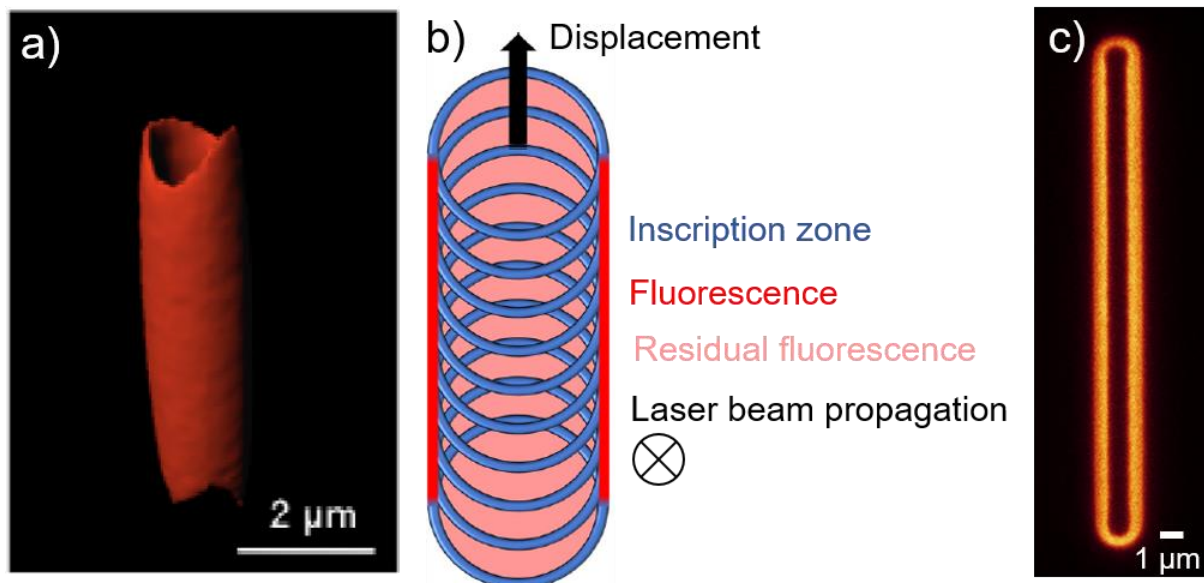 a)
2 µm
b)
Displacement
Inscription zone
Fluorescence
Residual fluorescence
Laser beam propagation
c)
1 µm